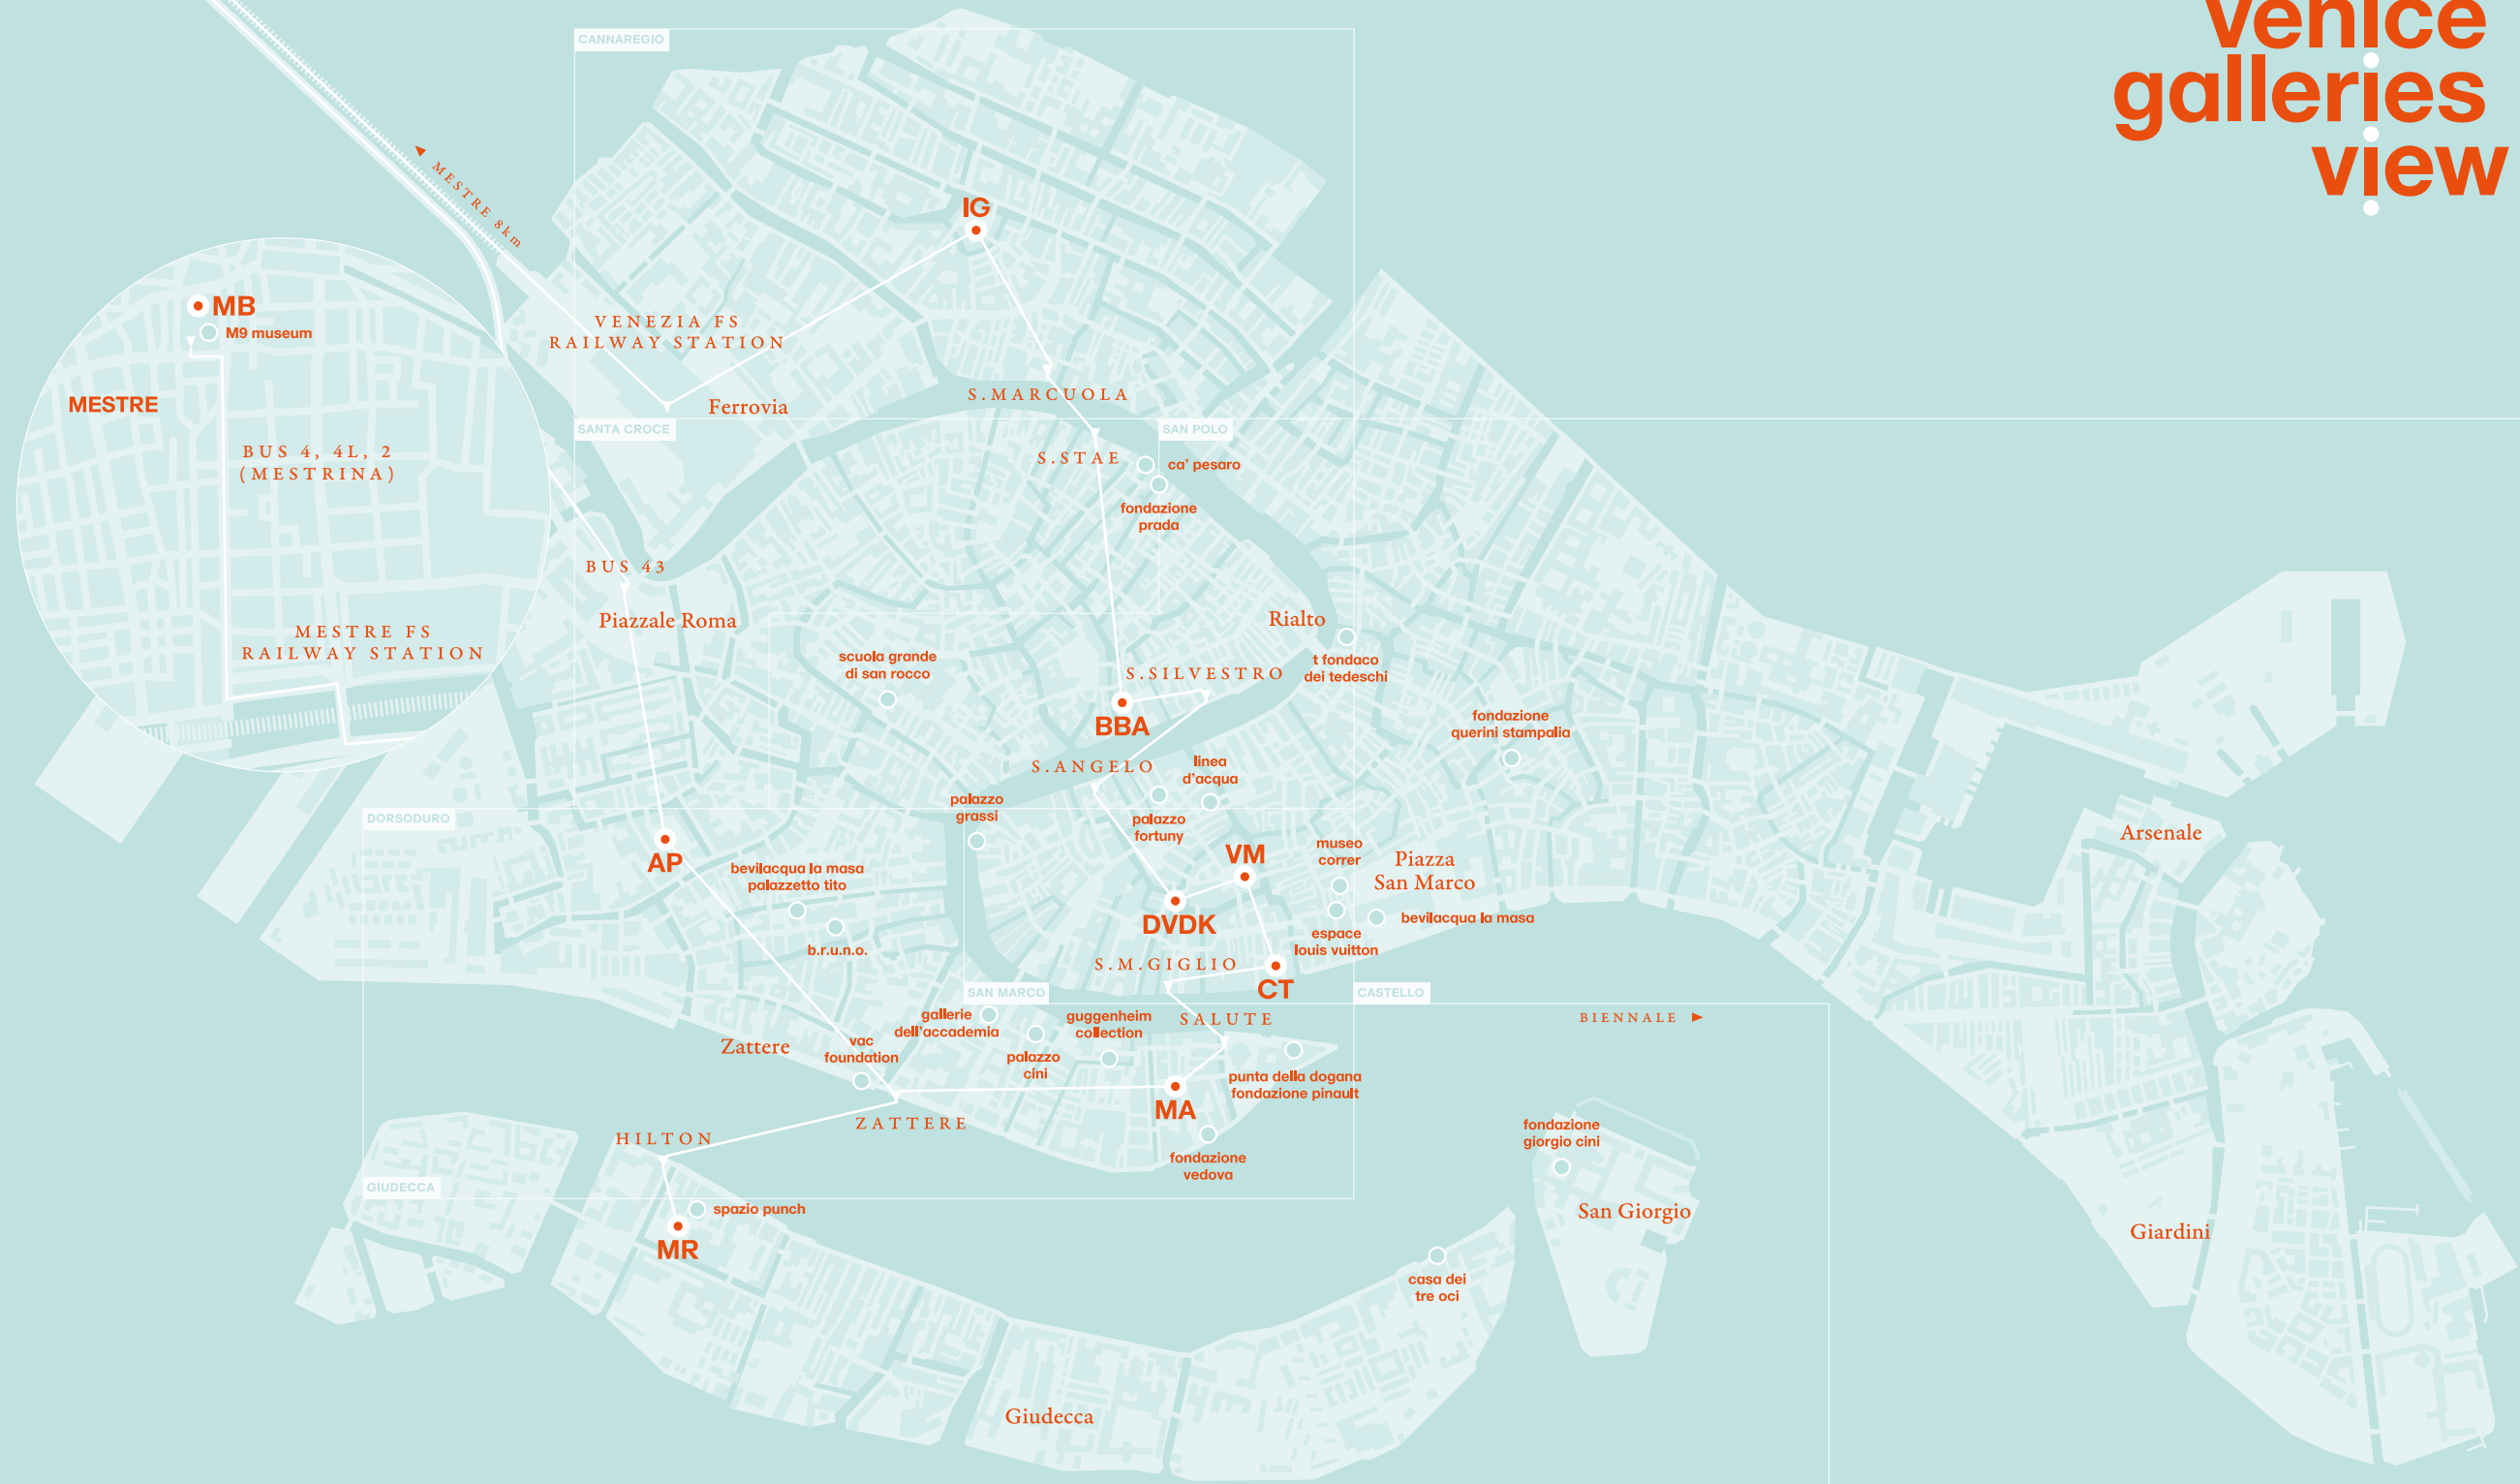 venice
galleries
view
CANNAREGIO
MESTRE 8km
IG
MB
M9 museum
MESTRE
BUS 4, 4L, 2
(MESTRINA)
MESTRE FS
RAILWAY STATION
VENEZIA FS
RAILWAY STATION
Ferrovia
S.MARCUOLA
SANTA CROCE
SAN POLO
S.STAE
ca' pesaro
fondazione
prada
BUS 43
Piazzale Roma
Rialto
t fondaco
dei tedeschi
scuola grande
di san rocco
S.SILVESTRO
BBA
fondazione
querini stampalia
S.ANGELO
linea
d'acqua
palazzo
grassi
palazzo
fortuny
DORSODURO
AP
bevilacqua la masa
palazzetto tito
b.r.u.n.o.
VM
museo
correr
Piazza
San Marco
DVDK
bevilacqua la masa
espace
louis vuitton
S.M.GIGLIO
CT
Arsenale
SAN MARCO
CASTELLO
gallerie
dell'accademia
guggenheim
collection
SALUTE
BIENNALE
Zattere
vac
foundation
palazzo
cini
punta della dogana
fondazione pinault
MA
ZATTERE
HILTON
fondazione
vedova
fondazione
giorgio cini
GIUDECCA
spazio punch
MR
San Giorgio
Giardini
casa dei
tre oci
Giudecca